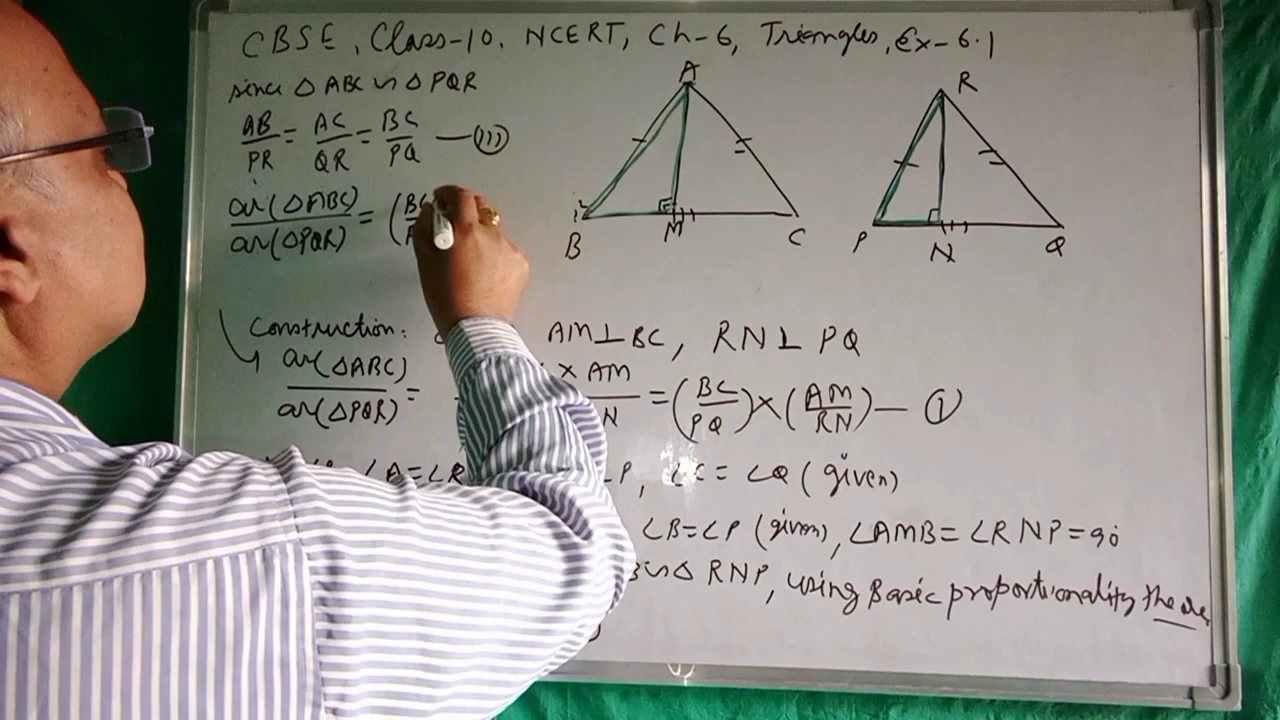 CBSE, Class-10, NCERT, Ch-6, Triangles, Ex-6.1
since △ ABC ∽ △ PQR
AB/PR = AC/QR = BC/PQ — (iii)
ar(△ABC)/ar(△PQR) = (BC
A
B
M
C
R
P
N
Q
Construction: AM⊥BC, RN⊥PQ
ar(△ABC)/ar(△PQR) = × AM/N = (BC/PQ)×(AM/RN) — (1)
∠A=∠R P, ∠C=∠Q (given)
∠B=∠P (given), ∠AMB=∠RNP=90
B∽△ RNP, using Basic proportionality